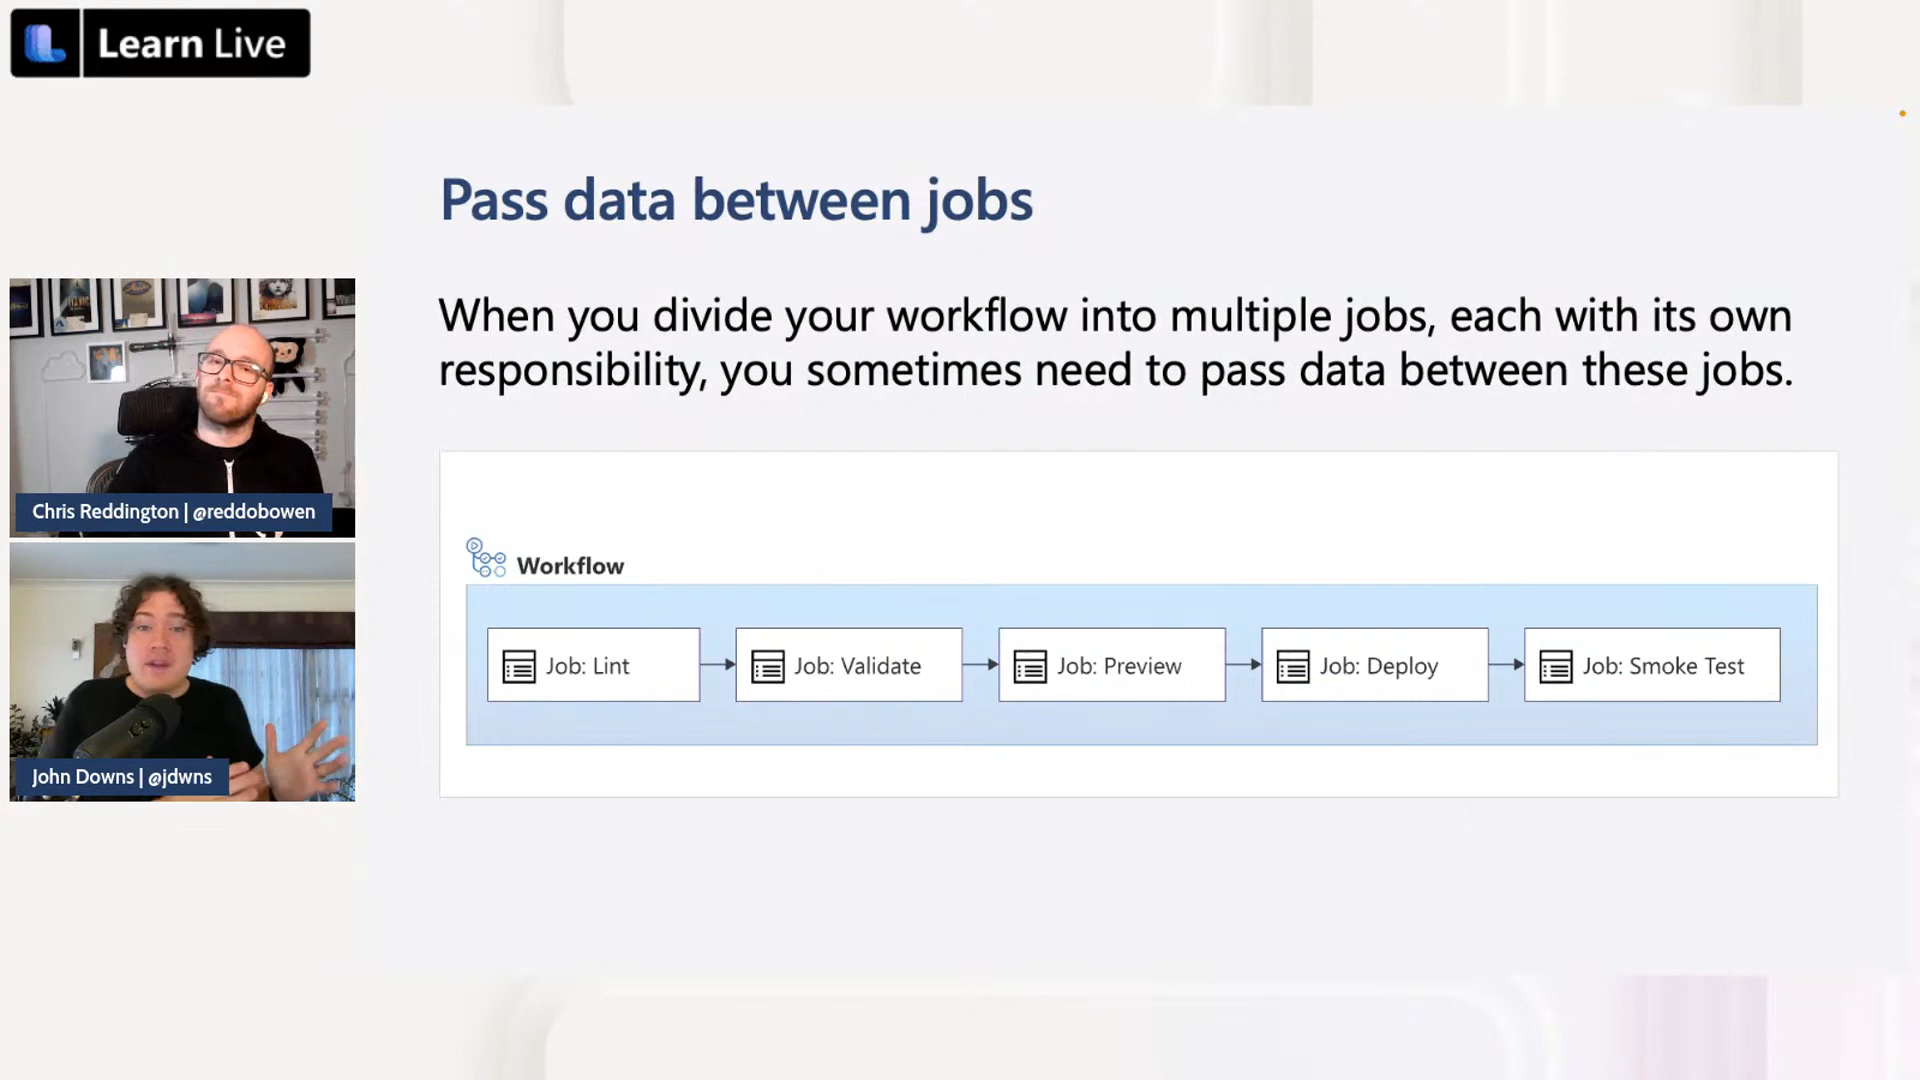 Learn Live
Pass data between jobs
When you divide your workflow into multiple jobs, each with its own
responsibility, you sometimes need to pass data between these jobs.
Chris Reddington | @reddobowen
John Downs | @jdwns
Workflow
Job: Lint
Job: Validate
Job: Preview
Job: Deploy
Job: Smoke Test